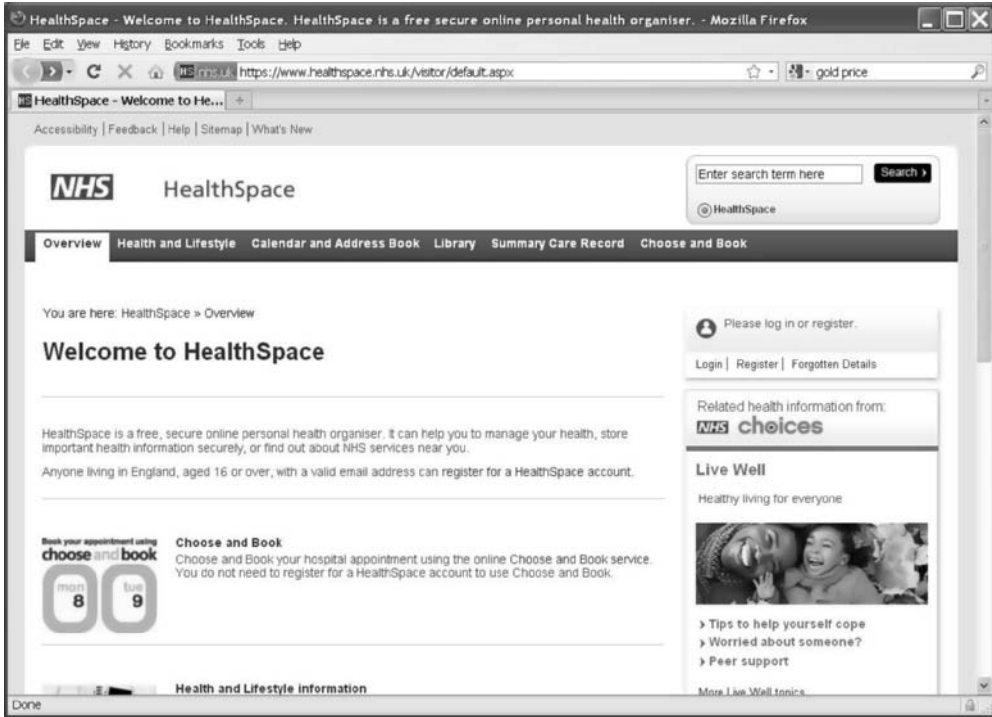 HealthSpace - Welcome to HealthSpace. HealthSpace is a free secure online personal health organiser. - Mozilla Firefox
File Edit View History Bookmarks Tools Help
HS nhs.uk https://www.healthspace.nhs.uk/visitor/default.aspx gold price
HS HealthSpace - Welcome to He...
Accessibility | Feedback | Help | Sitemap | What's New
NHS HealthSpace
Enter search term here Search
HealthSpace
Overview Health and Lifestyle Calendar and Address Book Library Summary Care Record Choose and Book
You are here: HealthSpace » Overview
Welcome to HealthSpace
HealthSpace is a free, secure online personal health organiser. It can help you to manage your health, store
important health information securely, or find out about NHS services near you.
Anyone living in England, aged 16 or over, with a valid email address can register for a HealthSpace account.
Book your appointment using
choose and book
mon tue
8 9
Choose and Book
Choose and Book your hospital appointment using the online Choose and Book service.
You do not need to register for a HealthSpace account to use Choose and Book.
Health and Lifestyle information
Please log in or register.
Login | Register | Forgotten Details
Related health information from:
NHS choices
Live Well
Healthy living for everyone
Tips to help yourself cope
Worried about someone?
Peer support
More Live Well topics
Done